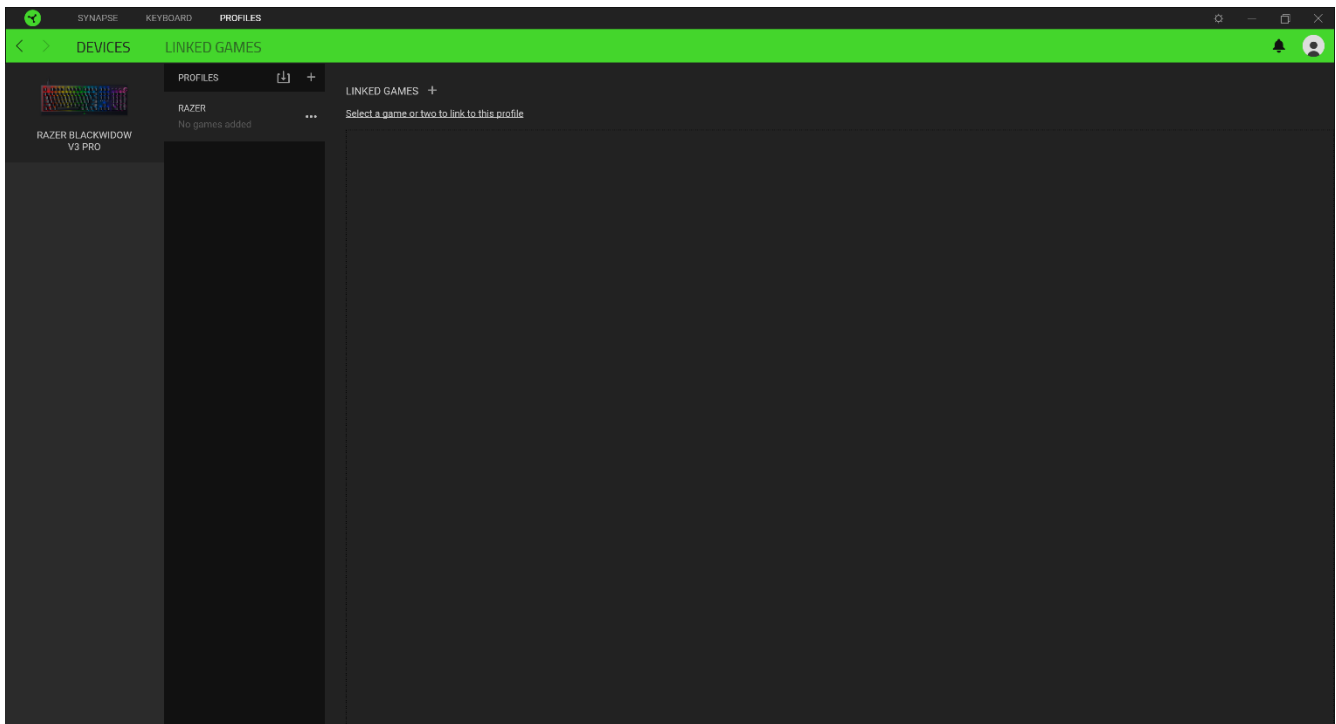 SYNAPSE KEYBOARD PROFILES
DEVICES LINKED GAMES
RAZER BLACKWIDOW
V3 PRO
PROFILES
RAZER
No games added
LINKED GAMES
Select a game or two to link to this profile